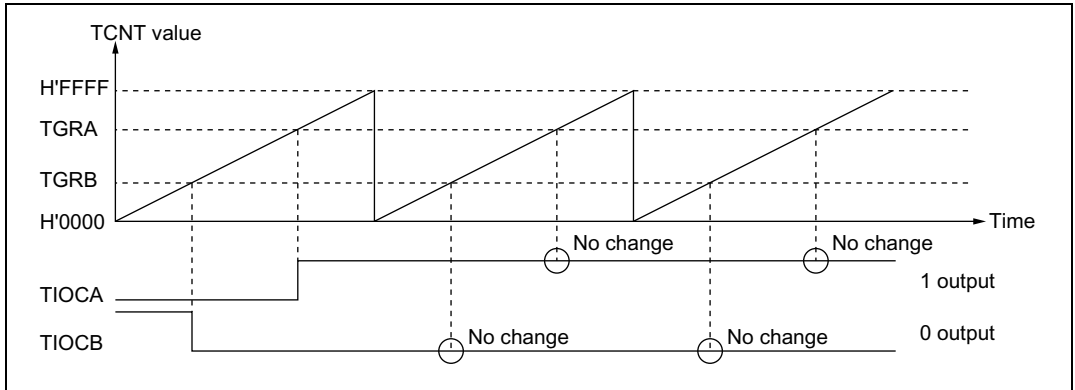 TCNT value
H'FFFF
TGRA
TGRB
H'0000
Time
No change
No change
TIOCA
1 output
No change
No change
TIOCB
0 output